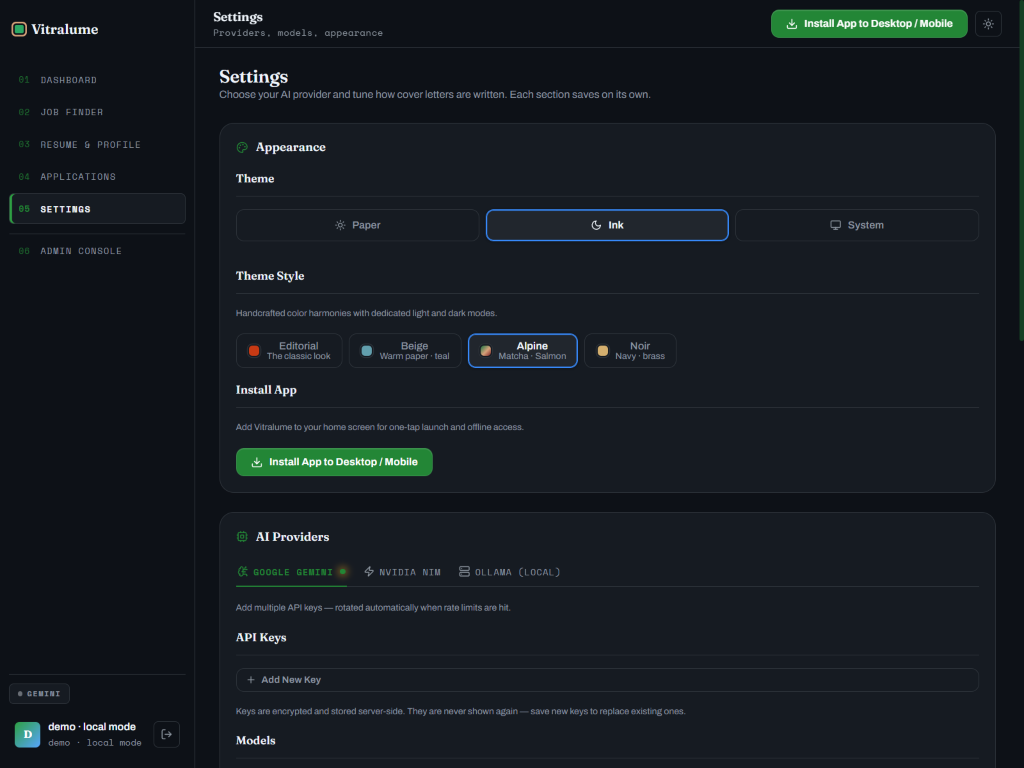 Vitralume
01 DASHBOARD
02 JOB FINDER
03 RESUME & PROFILE
04 APPLICATIONS
05 SETTINGS
06 ADMIN CONSOLE
GEMINI
D
demo · local mode
demo · local mode
Settings
Providers, models, appearance
Install App to Desktop / Mobile
Settings
Choose your AI provider and tune how cover letters are written. Each section saves on its own.
Appearance
Theme
Paper
Ink
System
Theme Style
Handcrafted color harmonies with dedicated light and dark modes.
Editorial
The classic look
Beige
Warm paper · teal
Alpine
Matcha · Salmon
Noir
Navy · brass
Install App
Add Vitralume to your home screen for one-tap launch and offline access.
Install App to Desktop / Mobile
AI Providers
GOOGLE GEMINI
NVIDIA NIM
OLLAMA (LOCAL)
Add multiple API keys — rotated automatically when rate limits are hit.
API Keys
Add New Key
Keys are encrypted and stored server-side. They are never shown again — save new keys to replace existing ones.
Models